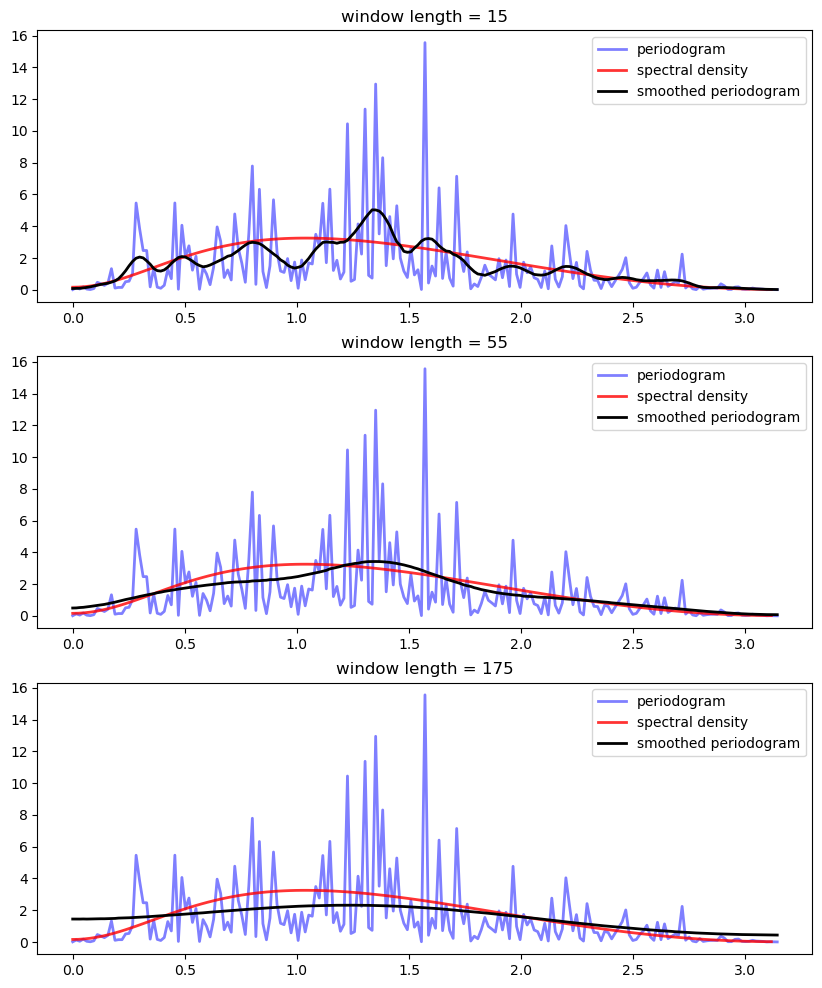 window length = 15
16
14
12
10
8
6
4
2
0
periodogram
spectral density
smoothed periodogram
0.0 0.5 1.0 1.5 2.0 2.5 3.0
window length = 55
16
14
12
10
8
6
4
2
0
periodogram
spectral density
smoothed periodogram
0.0 0.5 1.0 1.5 2.0 2.5 3.0
window length = 175
16
14
12
10
8
6
4
2
0
periodogram
spectral density
smoothed periodogram
0.0 0.5 1.0 1.5 2.0 2.5 3.0